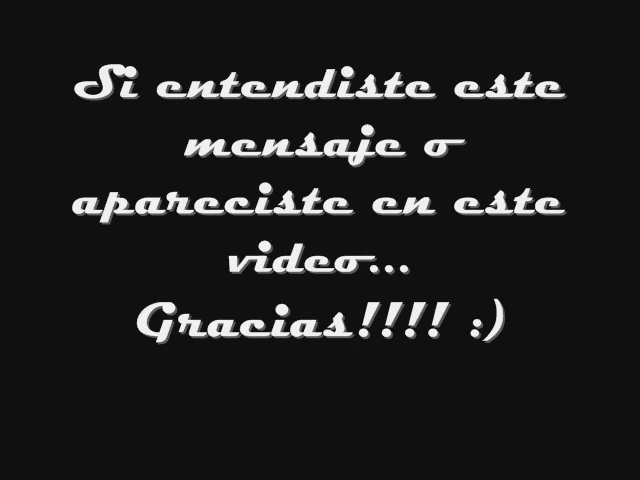 Si entendiste este
mensaje o
apareciste en este
video...
Gracias!!!! :)